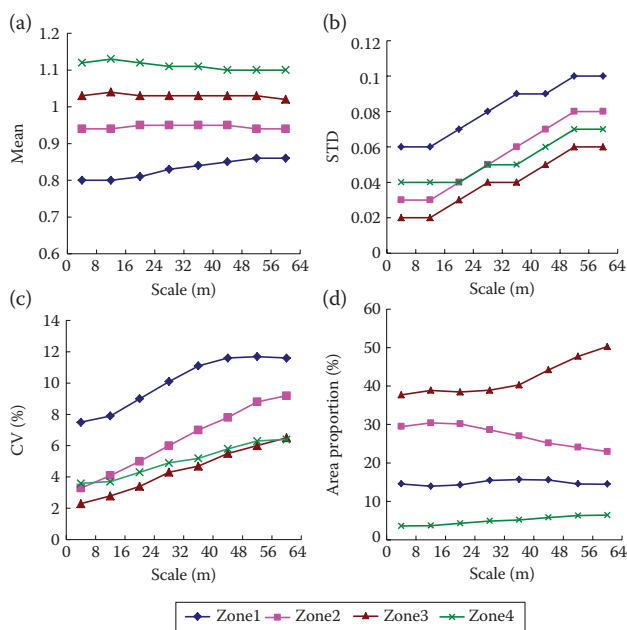 (a)
1.2
1.1
1
0.9
0.8
0.7
0.6
Mean
0 8 16 24 32 40 48 56 64
Scale (m)
(b)
0.12
0.1
0.08
0.06
0.04
0.02
0
STD
0 8 16 24 32 40 48 56 64
Scale (m)
(c)
14
12
10
8
6
4
2
0
CV (%)
0 8 16 24 32 40 48 56 64
Scale (m)
(d)
60
50
40
30
20
10
0
Area proportion (%)
0 8 16 24 32 40 48 56 64
Scale (m)
Zone1 Zone2 Zone3 Zone4